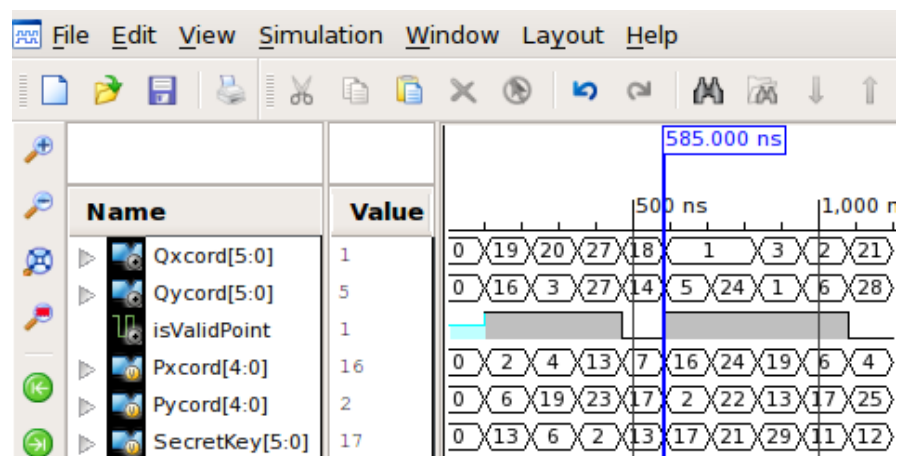 File Edit View Simulation Window Layout Help
585.000 ns
Name Value 500 ns 1,000 n
Qxcord[5:0] 1 0 19 20 27 18 1 3 2 21
Qycord[5:0] 5 0 16 3 27 14 5 24 1 6 28
isValidPoint 1
Pxcord[4:0] 16 0 2 4 13 7 16 24 19 6 4
Pycord[4:0] 2 0 6 19 23 17 2 22 13 17 25
SecretKey[5:0] 17 0 13 6 2 13 17 21 29 11 12